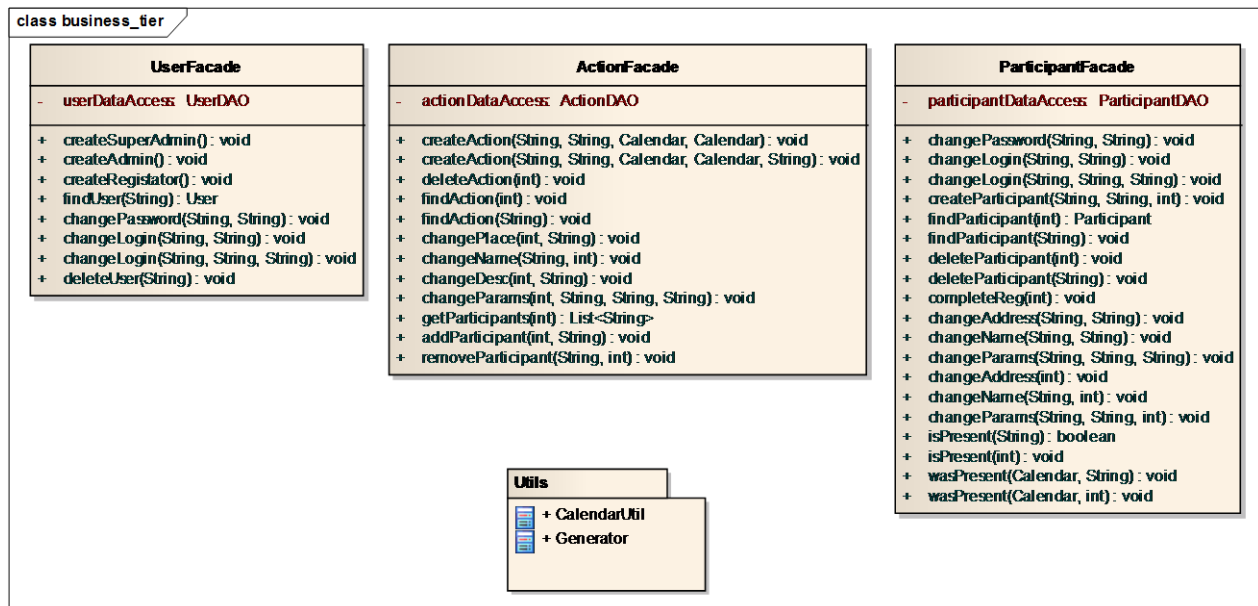 class business_tier
UserFacade
- userDataAccess: UserDAO
+ createSuperAdmin() : void
+ createAdmin() : void
+ createRegistator() : void
+ findUser(String) : User
+ changePassword(String, String) : void
+ changeLogin(String, String) : void
+ changeLogin(String, String, String) : void
+ deleteUser(String) : void
ActionFacade
- actionDataAccess: ActionDAO
+ createAction(String, String, Calendar, Calendar) : void
+ createAction(String, String, Calendar, Calendar, String) : void
+ deleteAction(int) : void
+ findAction(int) : void
+ findAction(String) : void
+ changePlace(int, String) : void
+ changeName(String, int) : void
+ changeDesc(int, String) : void
+ changeParams(int, String, String, String) : void
+ getParticipants(int) : List<String>
+ addParticipant(int, String) : void
+ removeParticipant(String, int) : void
ParticipantFacade
- participantDataAccess: ParticipantDAO
+ changePassword(String, String) : void
+ changeLogin(String, String) : void
+ changeLogin(String, String, String) : void
+ createParticipant(String, String, int) : void
+ findParticipant(int) : Participant
+ findParticipant(String) : void
+ deleteParticipant(int) : void
+ deleteParticipant(String) : void
+ completeReg(int) : void
+ changeAddress(String, String) : void
+ changeName(String, String) : void
+ changeParams(String, String, String) : void
+ changeAddress(int) : void
+ changeName(String, int) : void
+ changeParams(String, String, int) : void
+ isPresent(String) : boolean
+ isPresent(int) : void
+ wasPresent(Calendar, String) : void
+ wasPresent(Calendar, int) : void
Utils
+ CalendarUtil
+ Generator